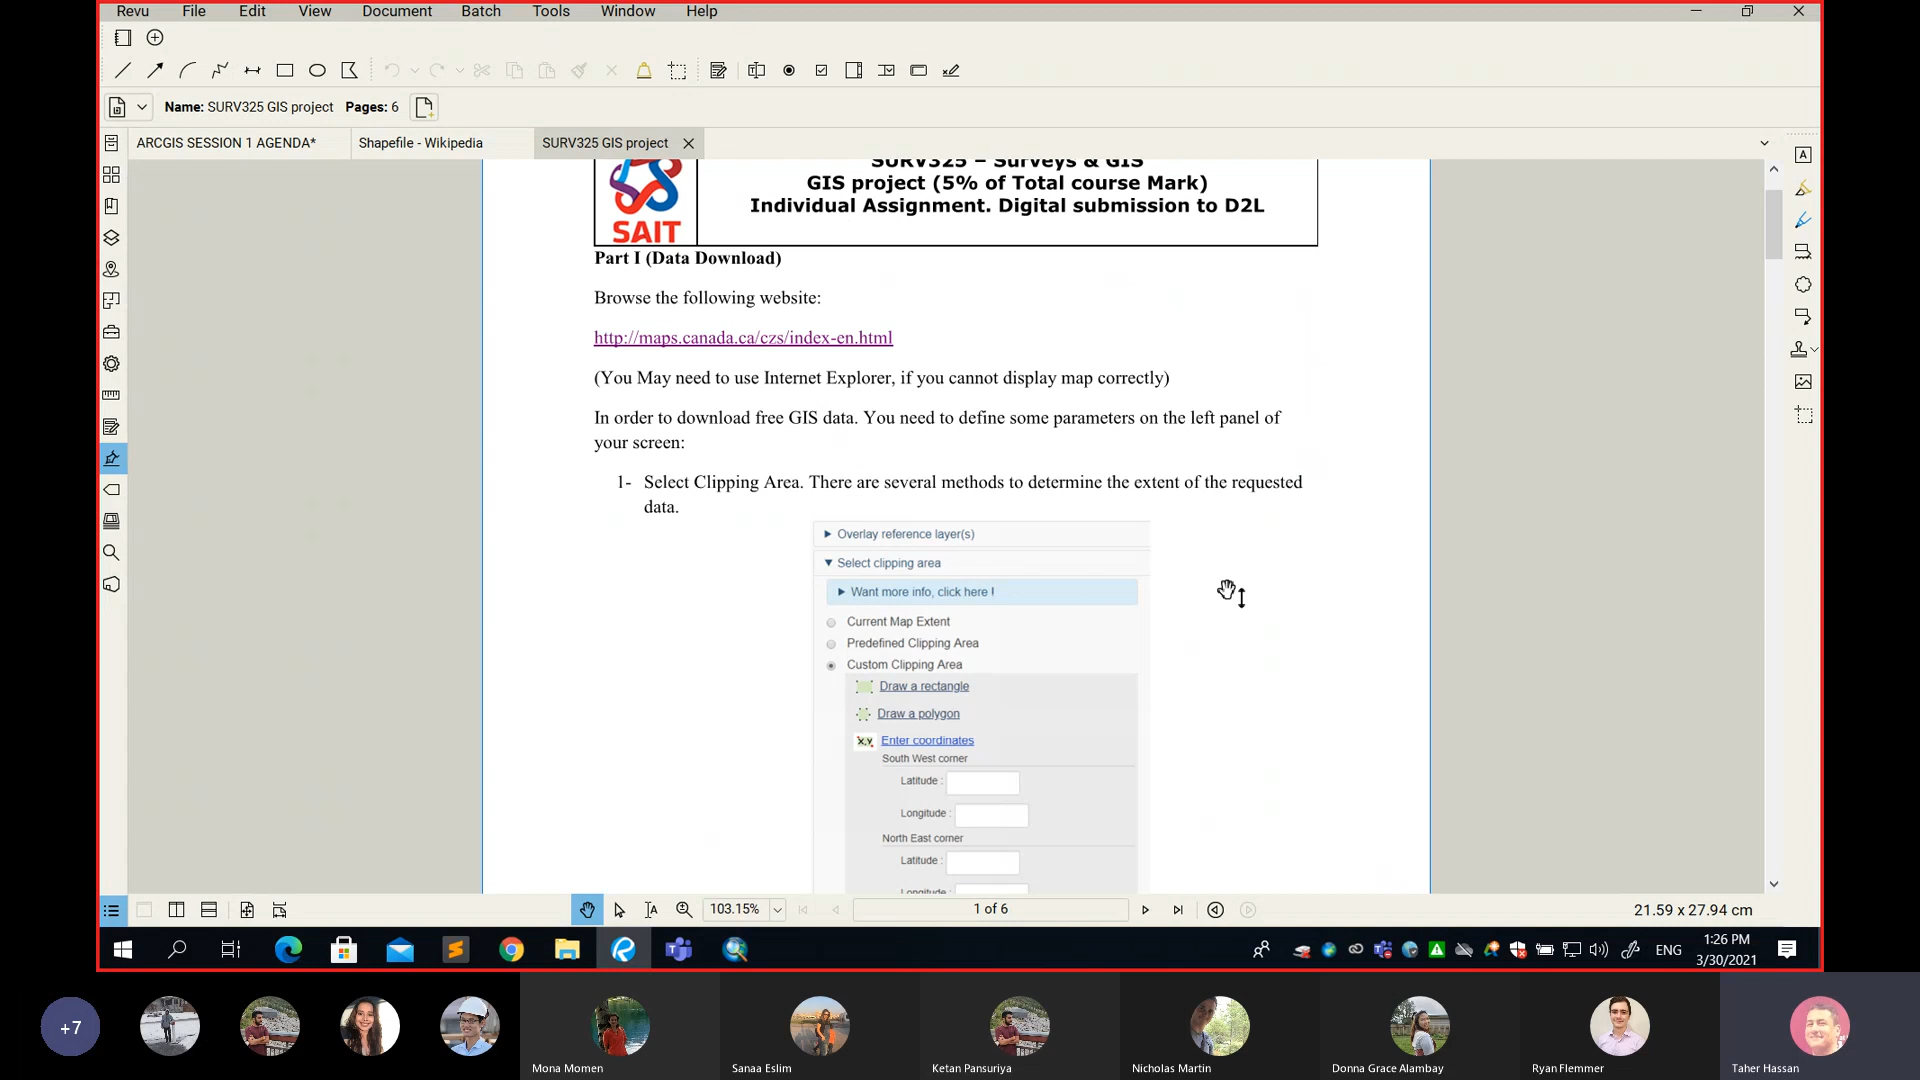 Revu File Edit View Document Batch Tools Window Help
Name: SURV325 GIS project Pages: 6
ARCGIS SESSION 1 AGENDA* Shapefile - Wikipedia SURV325 GIS project
SURV325 – Surveys & GIS
GIS project (5% of Total course Mark)
Individual Assignment. Digital submission to D2L
SAIT
Part I (Data Download)
Browse the following website:
http://maps.canada.ca/czs/index-en.html
(You May need to use Internet Explorer, if you cannot display map correctly)
In order to download free GIS data. You need to define some parameters on the left panel of
your screen:
1- Select Clipping Area. There are several methods to determine the extent of the requested
data.
Overlay reference layer(s)
Select clipping area
Want more info, click here !
Current Map Extent
Predefined Clipping Area
Custom Clipping Area
Draw a rectangle
Draw a polygon
X,Y Enter coordinates
South West corner
Latitude :
Longitude :
North East corner
Latitude :
Longitude :
103.15% 1 of 6 21.59 x 27.94 cm
ENG 1:26 PM
3/30/2021
+7
Mona Momen Sanaa Eslim Ketan Pansuriya Nicholas Martin Donna Grace Alambay Ryan Flemmer Taher Hassan